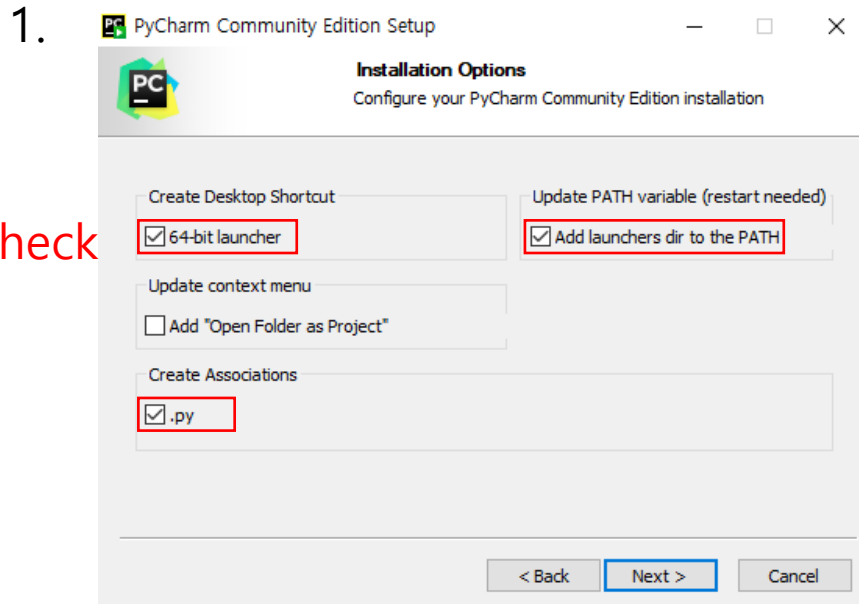 1.
PyCharm Community Edition Setup
PC
Installation Options
Configure your PyCharm Community Edition installation
Create Desktop Shortcut
Update PATH variable (restart needed)
heck
64-bit launcher
Add launchers dir to the PATH
Update context menu
Add "Open Folder as Project"
Create Associations
.py
< Back
Next >
Cancel